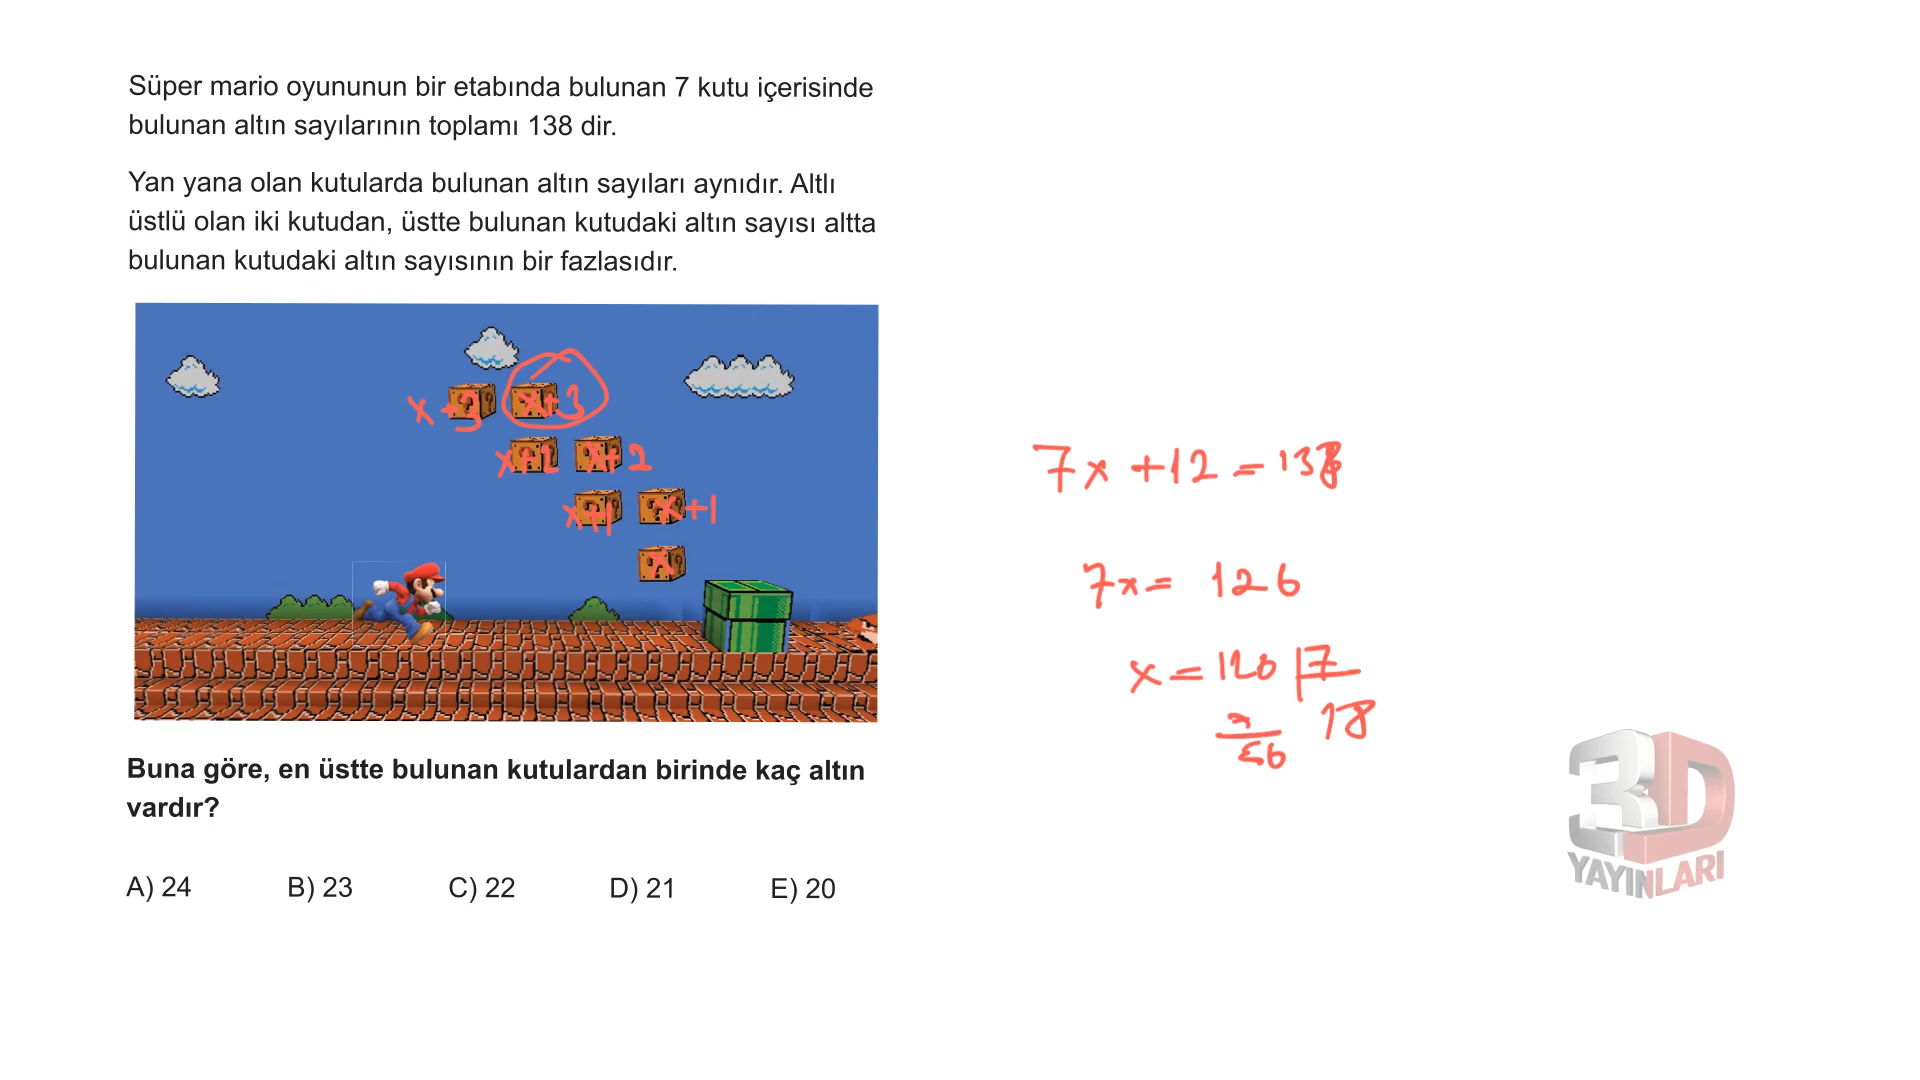 Süper mario oyununun bir etabında bulunan 7 kutu içerisinde
bulunan altın sayılarının toplamı 138 dir.
Yan yana olan kutularda bulunan altın sayıları aynıdır. Altlı
üstlü olan iki kutudan, üstte bulunan kutudaki altın sayısı altta
bulunan kutudaki altın sayısının bir fazlasıdır.
x+3 x+3
x+2 x+2
x+1 x+1
x
7x+12=138
7x= 126
x=126 7
18
56
Buna göre, en üstte bulunan kutulardan birinde kaç altın
vardır?
A) 24 B) 23 C) 22 D) 21 E) 20
3D
YAYINLARI